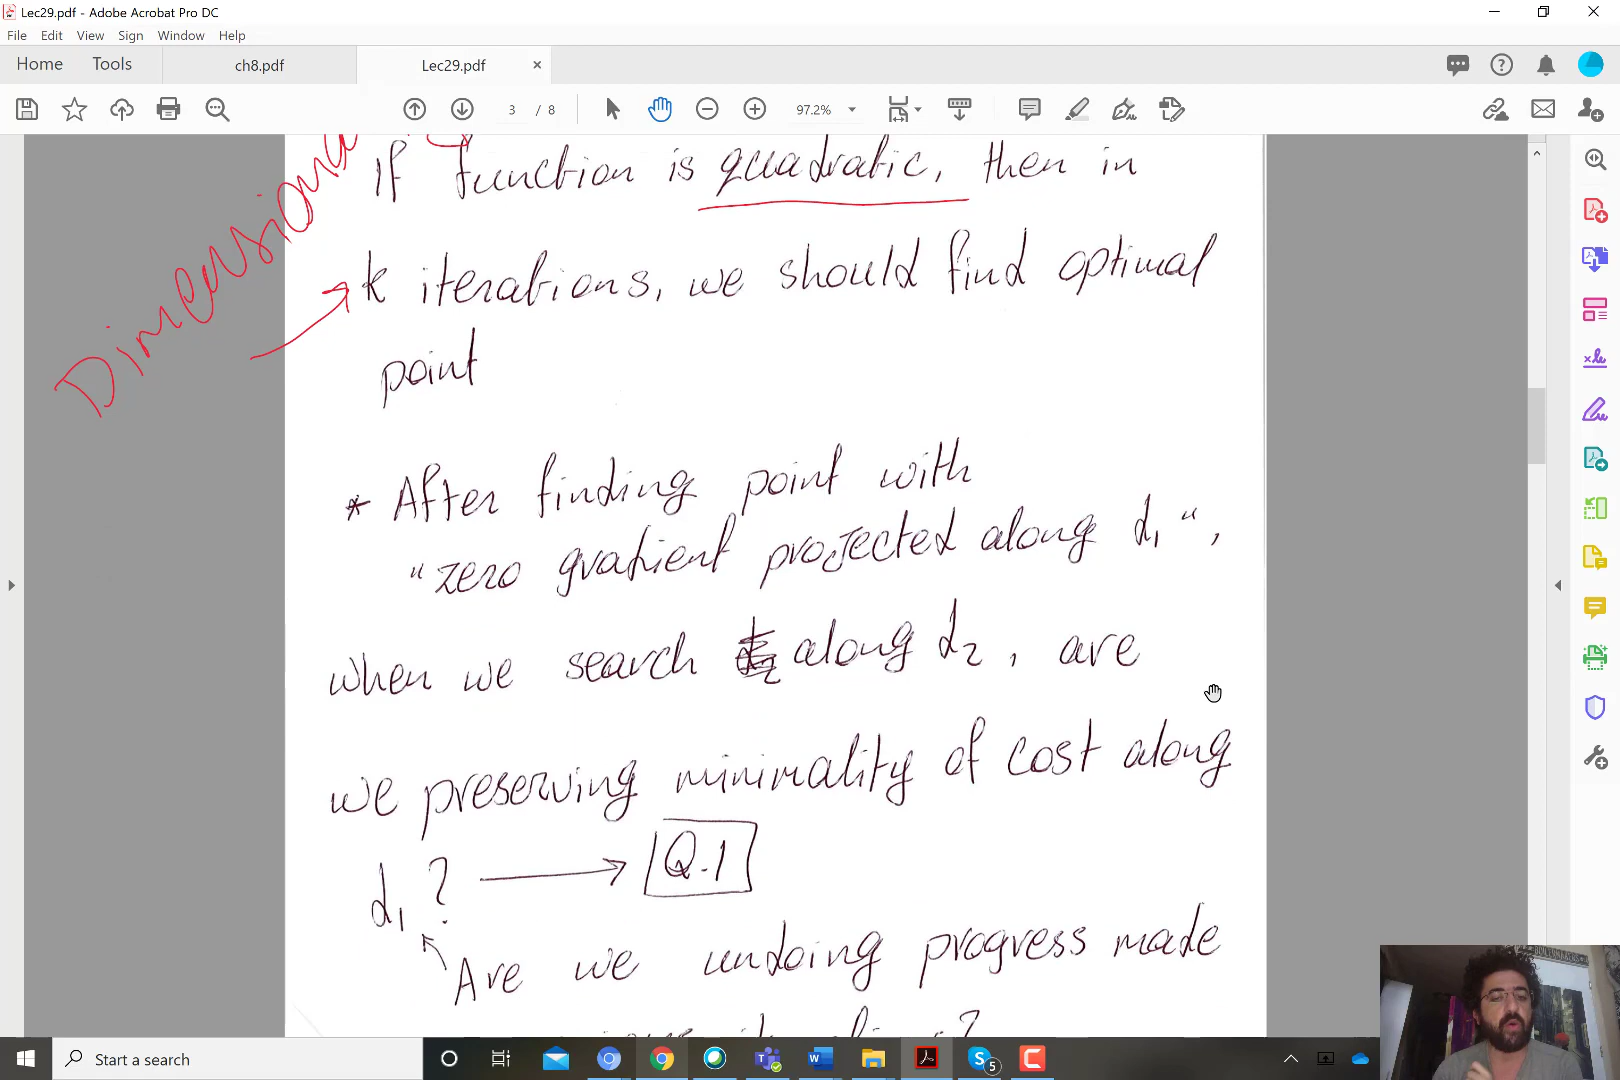 Lec29.pdf - Adobe Acrobat Pro DC
File Edit View Sign Window Help
Home Tools ch8.pdf Lec29.pdf
3 / 8 97.2%
If function is quadratic, then in
k iterations, we should find optimal
point
* After finding point with
"zero gradient projected along d1",
when we search along d2, are
we preserving minimality of cost along
d1 ? → Q.1
Are we undoing progress made
Start a search
5